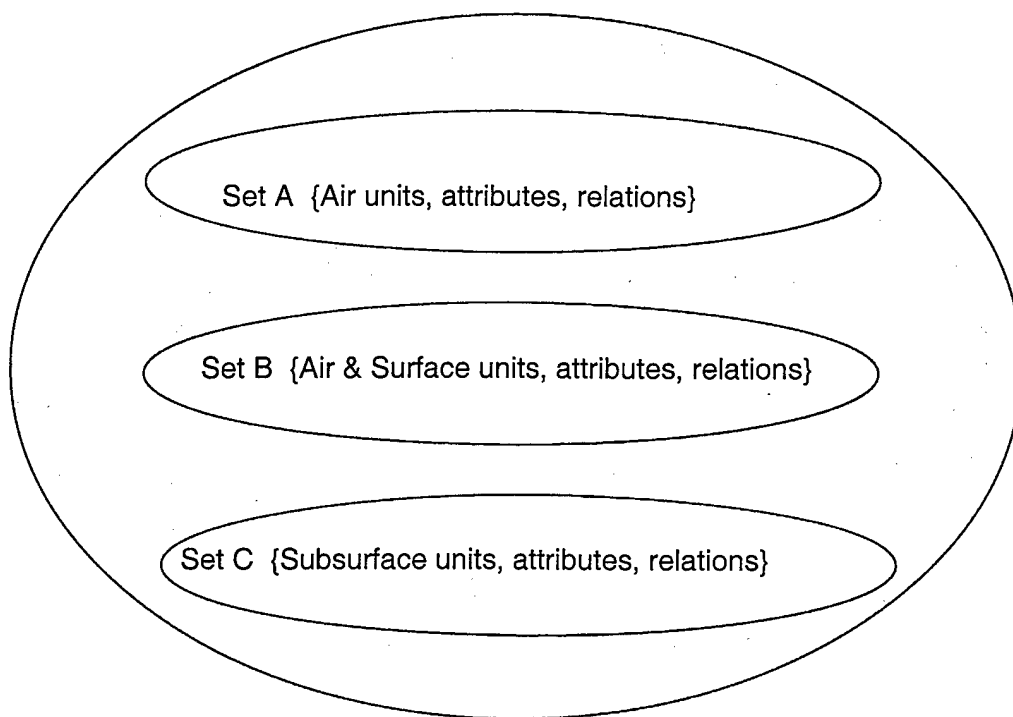 Set A {Air units, attributes, relations}
Set B {Air & Surface units, attributes, relations}
Set C {Subsurface units, attributes, relations}